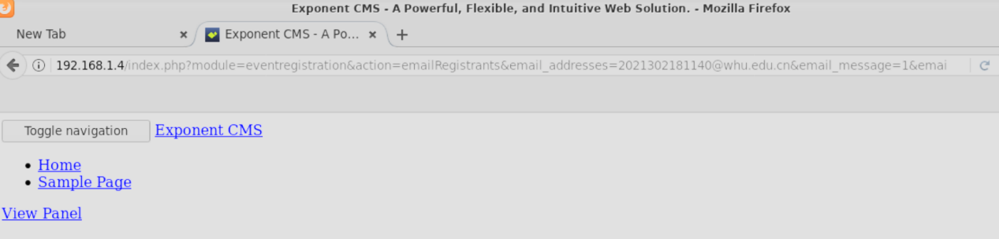 Exponent CMS - A Powerful, Flexible, and Intuitive Web Solution. - Mozilla Firefox
New Tab × Exponent CMS - A Po... × +
192.168.1.4/index.php?module=eventregistration&action=emailRegistrants&email_addresses=2021302181140@whu.edu.cn&email_message=1&emai
Toggle navigation Exponent CMS
• Home
• Sample Page
View Panel